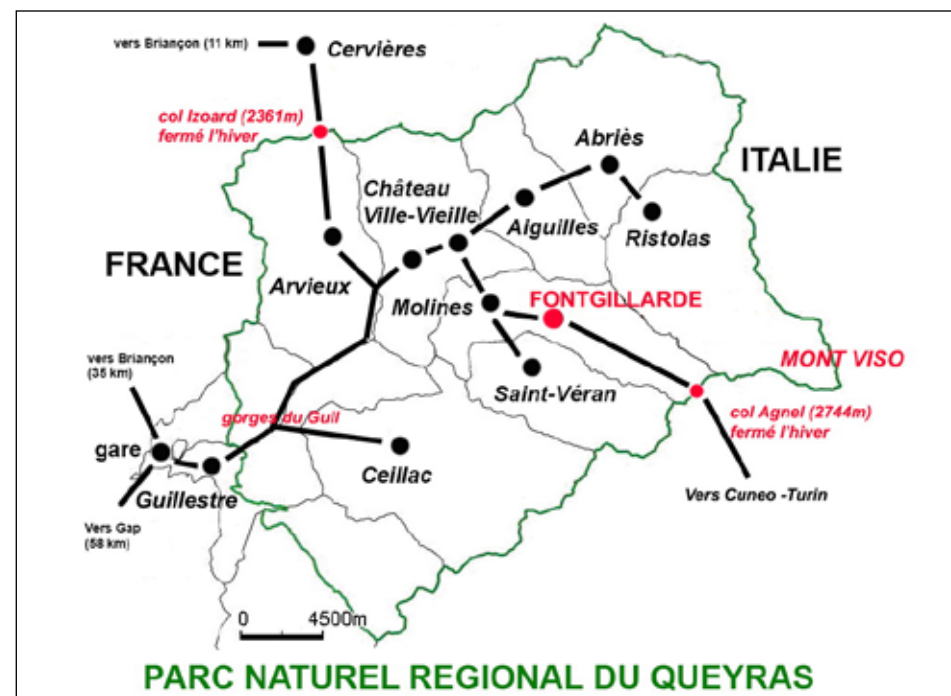 vers Briançon (11 km)
Cervières
col Izoard (2361m)
fermé l'hiver
Abriès
ITALIE
Château
Ville-Vieille
Aiguilles
Ristolas
FRANCE
Arvieux
Molines
FONTGILLARDE
vers Briançon
(35 km)
MONT VISO
Saint-Véran
gorges du Guil
col Agnel (2744m)
fermé l'hiver
gare
Ceillac
Guillestre
Vers Cuneo -Turin
Vers Gap
(58 km)
0 4500m
PARC NATUREL REGIONAL DU QUEYRAS